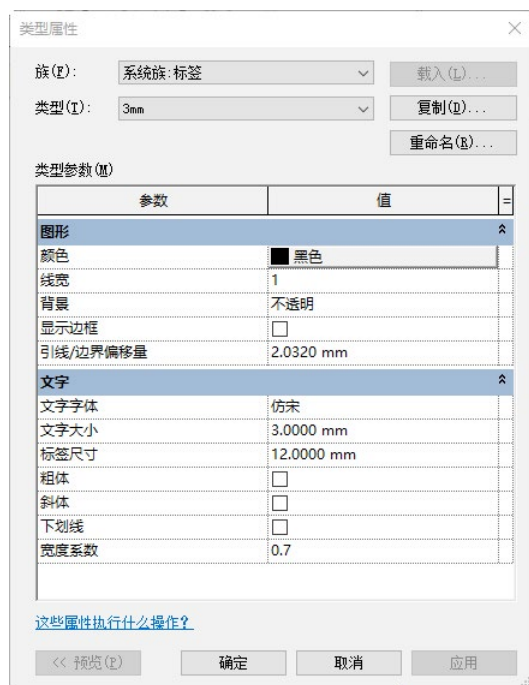 类型属性
族(F): 系统族:标签 载入(L)...
类型(T): 3mm 复制(D)...
重命名(R)...
类型参数(M)
参数 值 =
图形
颜色 黑色
线宽 1
背景 不透明
显示边框
引线/边界偏移量 2.0320 mm
文字
文字字体 仿宋
文字大小 3.0000 mm
标签尺寸 12.0000 mm
粗体
斜体
下划线
宽度系数 0.7
这些属性执行什么操作?
<< 预览(P) 确定 取消 应用